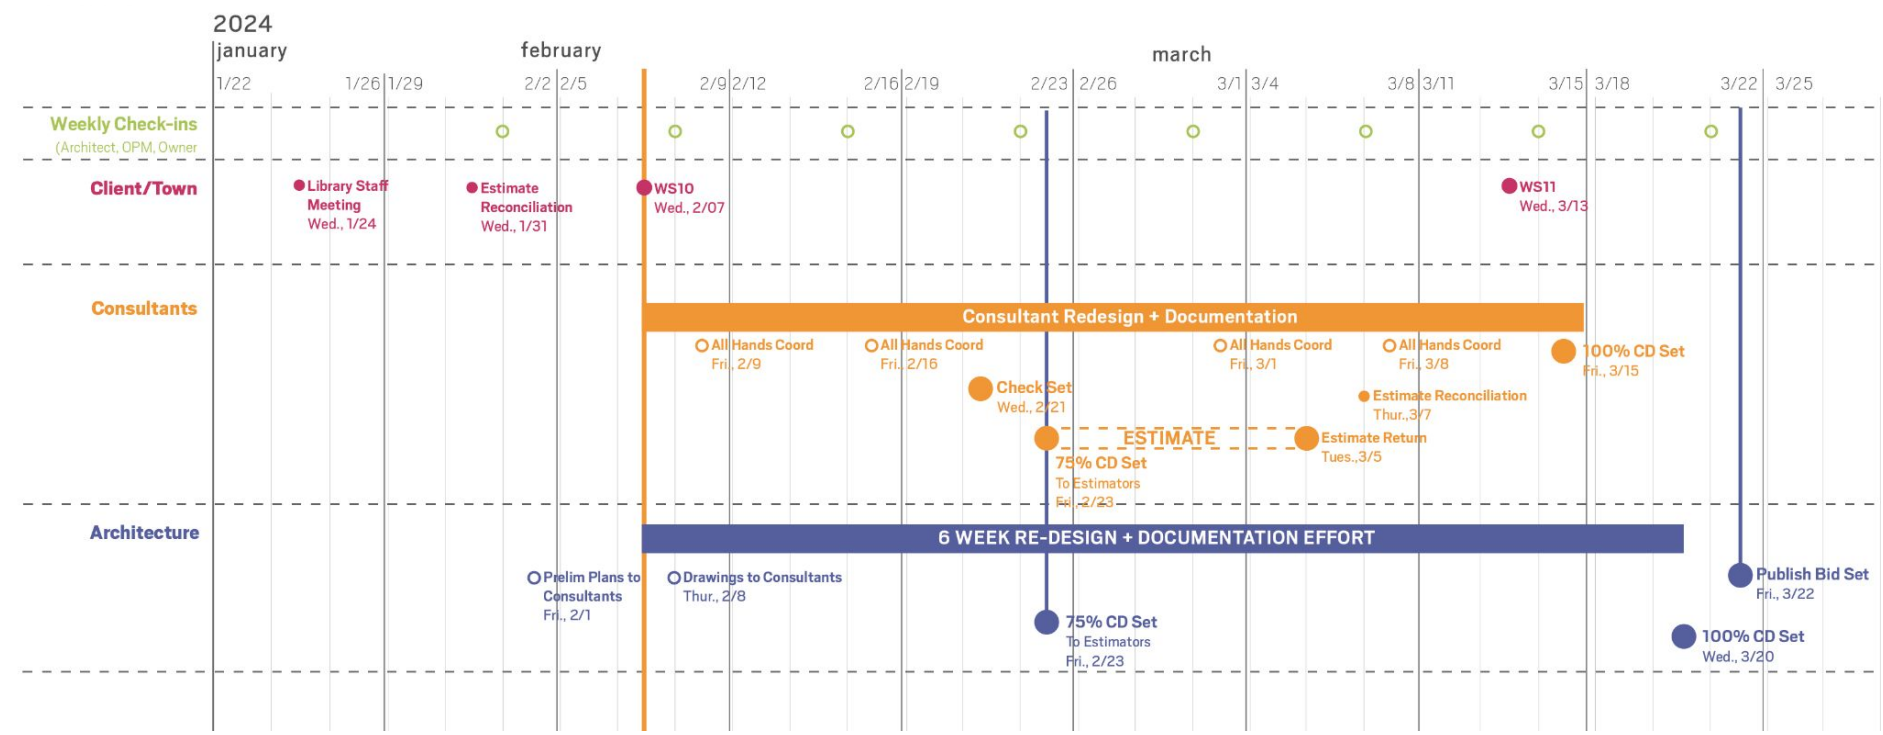 2024
january
february
march
1/22
1/26 1/29
2/2 2/5
2/9 2/12
2/16 2/19
2/23 2/26
3/1 3/4
3/8 3/11
3/15 3/18
3/22 3/25
Weekly Check-ins
(Architect, OPM, Owner
Client/Town
Library Staff
Meeting
Wed., 1/24
Estimate
Reconciliation
Wed., 1/31
WS10
Wed., 2/07
WS11
Wed., 3/13
Consultants
Consultant Redesign + Documentation
All Hands Coord
Fri., 2/9
All Hands Coord
Fri., 2/16
All Hands Coord
Fri., 3/1
All Hands Coord
Fri., 3/8
100% CD Set
Fri., 3/15
Check Set
Wed., 2/21
Estimate Reconciliation
Thur.,3/7
ESTIMATE
Estimate Return
Tues.,3/5
75% CD Set
To Estimators
Fri., 2/23
Architecture
6 WEEK RE-DESIGN + DOCUMENTATION EFFORT
Prelim Plans to
Consultants
Fri., 2/1
Drawings to Consultants
Thur., 2/8
75% CD Set
To Estimators
Fri., 2/23
Publish Bid Set
Fri., 3/22
100% CD Set
Wed., 3/20